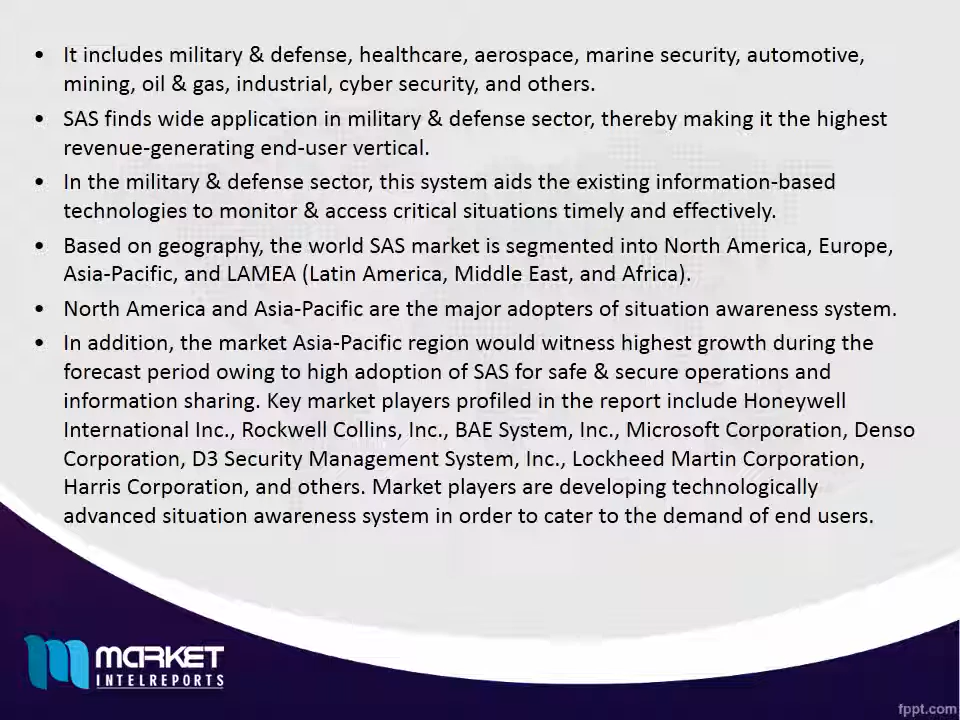 • It includes military & defense, healthcare, aerospace, marine security, automotive,
mining, oil & gas, industrial, cyber security, and others.
• SAS finds wide application in military & defense sector, thereby making it the highest
revenue-generating end-user vertical.
• In the military & defense sector, this system aids the existing information-based
technologies to monitor & access critical situations timely and effectively.
• Based on geography, the world SAS market is segmented into North America, Europe,
Asia-Pacific, and LAMEA (Latin America, Middle East, and Africa).
• North America and Asia-Pacific are the major adopters of situation awareness system.
• In addition, the market Asia-Pacific region would witness highest growth during the
forecast period owing to high adoption of SAS for safe & secure operations and
information sharing. Key market players profiled in the report include Honeywell
International Inc., Rockwell Collins, Inc., BAE System, Inc., Microsoft Corporation, Denso
Corporation, D3 Security Management System, Inc., Lockheed Martin Corporation,
Harris Corporation, and others. Market players are developing technologically
advanced situation awareness system in order to cater to the demand of end users.
MARKET
INTELREPORTS
fppt.com